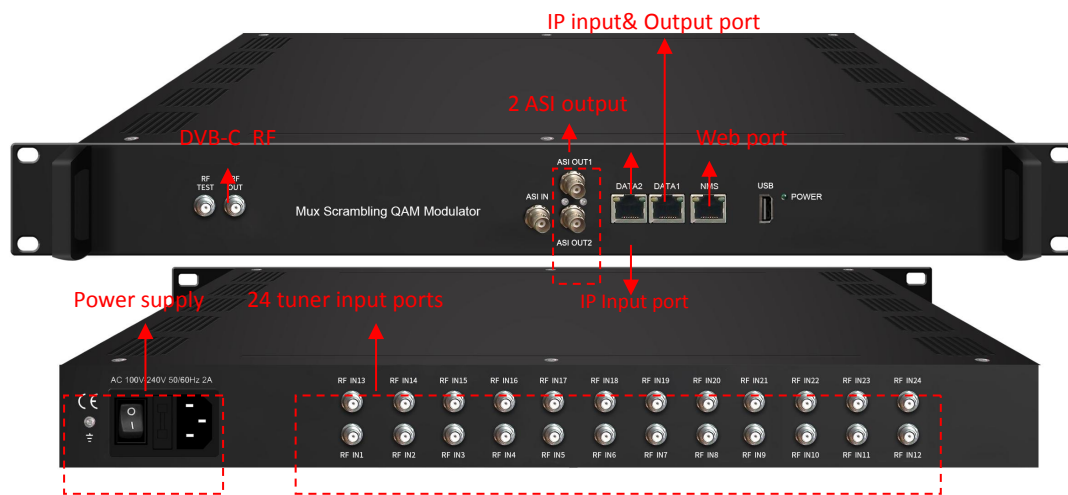 IP input& Output port
2 ASI output
DVB-C RF
Web port
ASI OUT1
RF
TEST
RF
OUT
ASI IN
DATA2
DATA1
NMS
USB
POWER
Mux Scrambling QAM Modulator
ASI OUT2
Power supply
24 tuner input ports
IP Input port
AC 100V-240V 50/60Hz 2A
RF IN13
RF IN14
RF IN15
RF IN16
RF IN17
RF IN18
RF IN19
RF IN20
RF IN21
RF IN22
RF IN23
RF IN24
CE
O
I
RF IN1
RF IN2
RF IN3
RF IN4
RF IN5
RF IN6
RF IN7
RF IN8
RF IN9
RF IN10
RF IN11
RF IN12